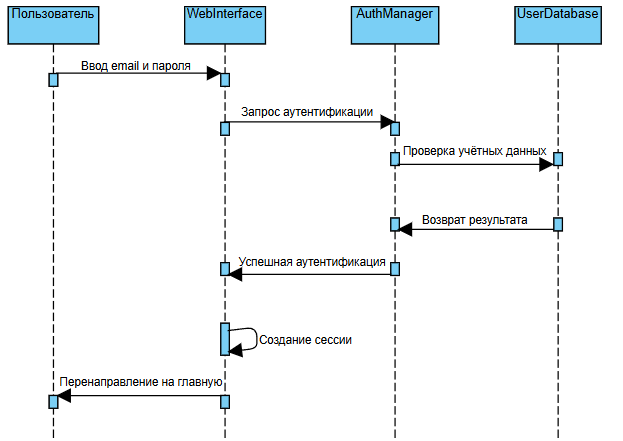 Пользователь
WebInterface
AuthManager
UserDatabase
Ввод email и пароля
Запрос аутентификации
Проверка учётных данных
Возврат результата
Успешная аутентификация
Создание сессии
Перенаправление на главную